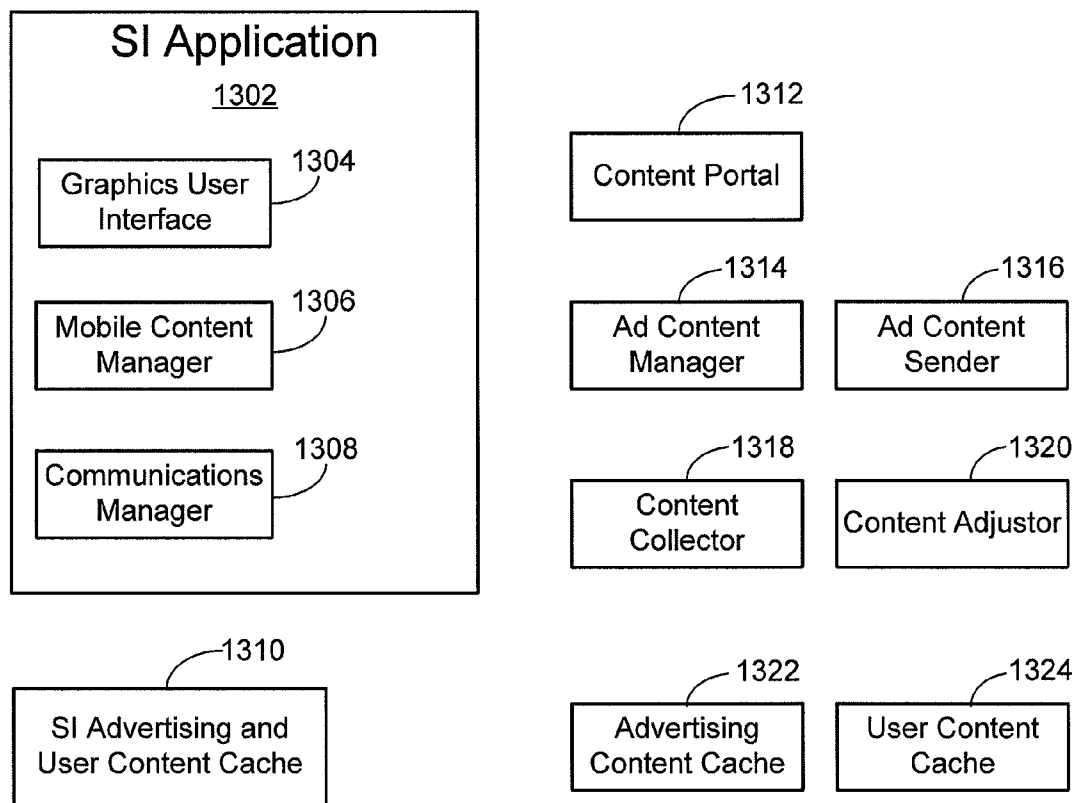 SI Application
1302
1304
Graphics User
Interface
1306
Mobile Content
Manager
1308
Communications
Manager
1310
SI Advertising and
User Content Cache
1312
Content Portal
1314
Ad Content
Manager
1316
Ad Content
Sender
1318
Content
Collector
1320
Content Adjustor
1322
Advertising
Content Cache
1324
User Content
Cache